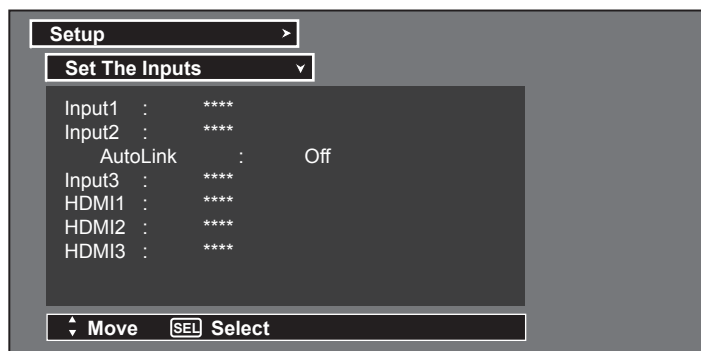 Setup
Set The Inputs
Input1 : ****
Input2 : ****
AutoLink : Off
Input3 : ****
HDMI1 : ****
HDMI2 : ****
HDMI3 : ****
Move SEL Select